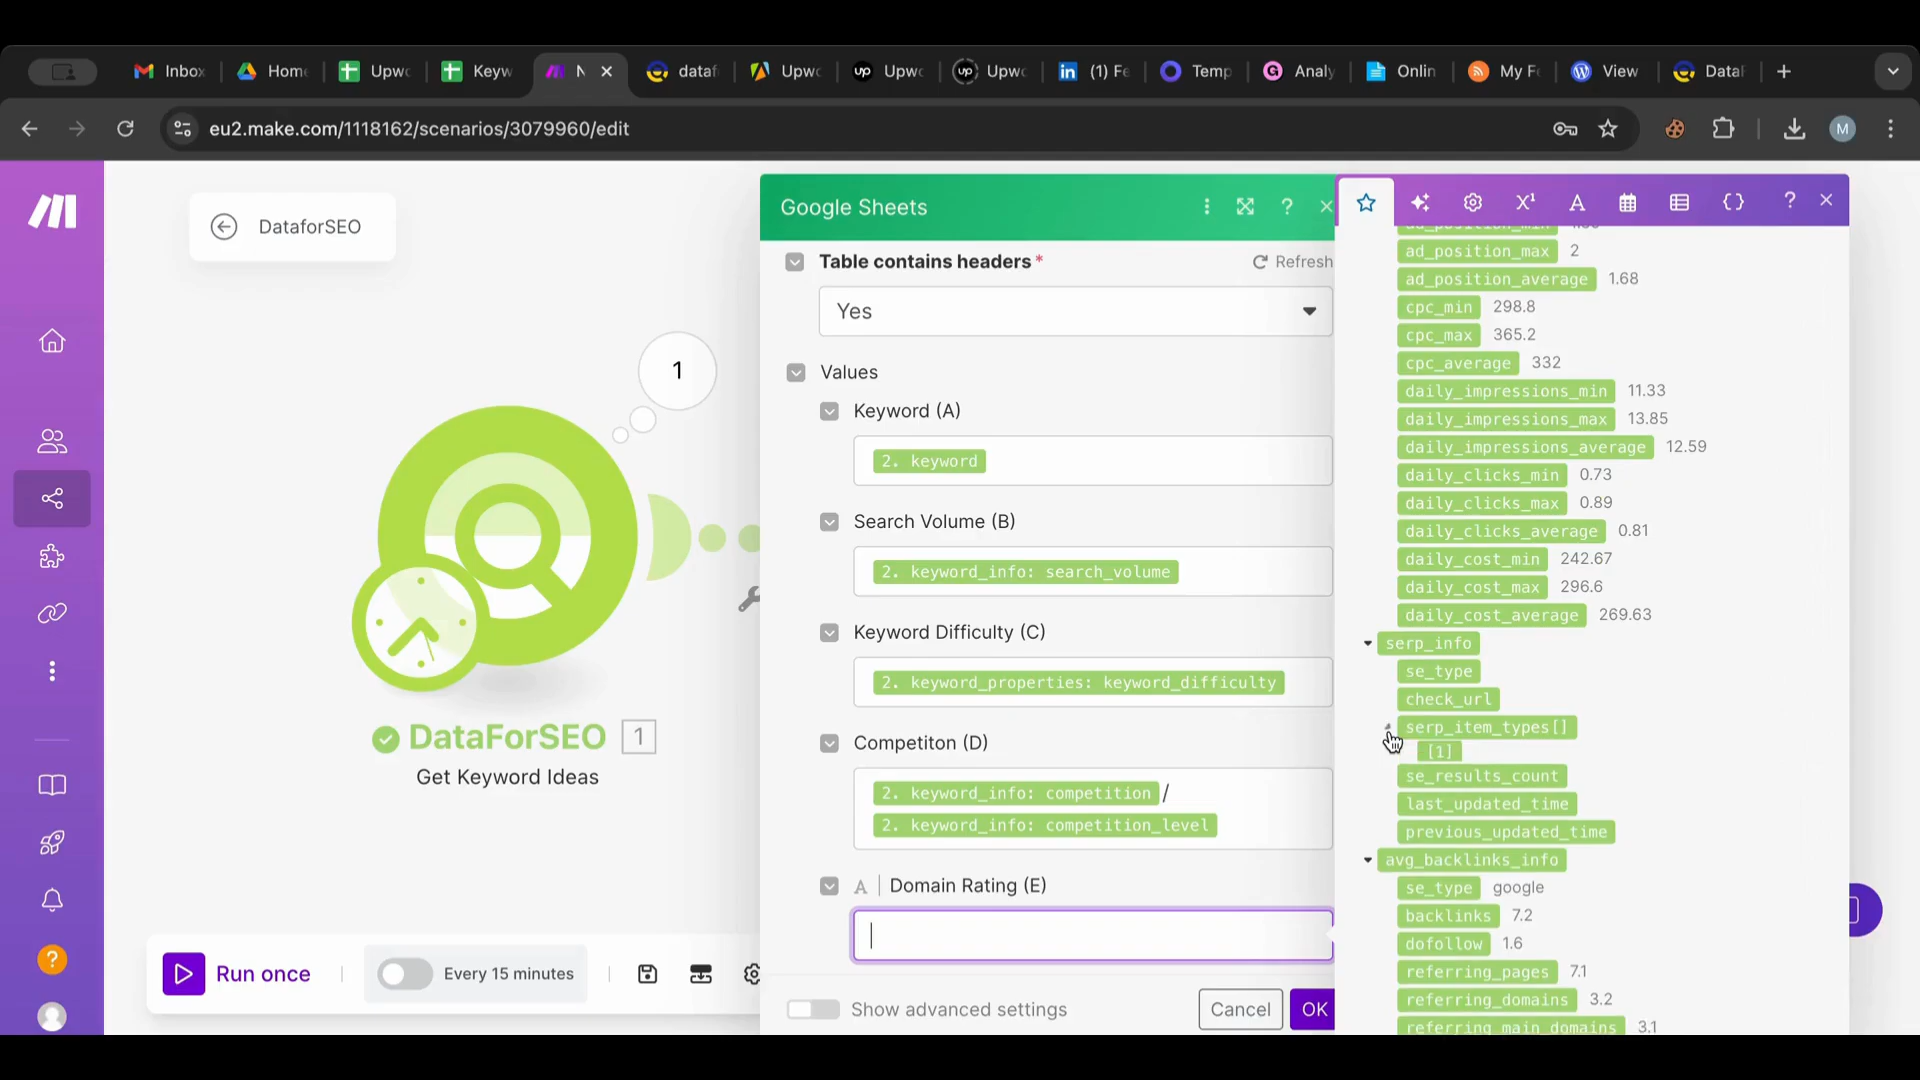 Inbox
Home
Upwo
Keyw
N
dataf
Upwo
Upwo
Upwo
(1) Fe
Temp
Analy
Onlin
My Fe
View
DataF
eu2.make.com/1118162/scenarios/3079960/edit
M
DataforSEO
1
DataForSEO 1
Get Keyword Ideas
Run once
Every 15 minutes
Google Sheets
Table contains headers*
Refresh
Yes
Values
Keyword (A)
2. keyword
Search Volume (B)
2. keyword_info: search_volume
Keyword Difficulty (C)
2. keyword_properties: keyword_difficulty
Competiton (D)
2. keyword_info: competition /
2. keyword_info: competition_level
A | Domain Rating (E)
Show advanced settings
Cancel
OK
ad_position_max 2
ad_position_average 1.68
cpc_min 298.8
cpc_max 365.2
cpc_average 332
daily_impressions_min 11.33
daily_impressions_max 13.85
daily_impressions_average 12.59
daily_clicks_min 0.73
daily_clicks_max 0.89
daily_clicks_average 0.81
daily_cost_min 242.67
daily_cost_max 296.6
daily_cost_average 269.63
serp_info
se_type
check_url
serp_item_types[]
[1]
se_results_count
last_updated_time
previous_updated_time
avg_backlinks_info
se_type google
backlinks 7.2
dofollow 1.6
referring_pages 7.1
referring_domains 3.2
referring_main_domains 3.1